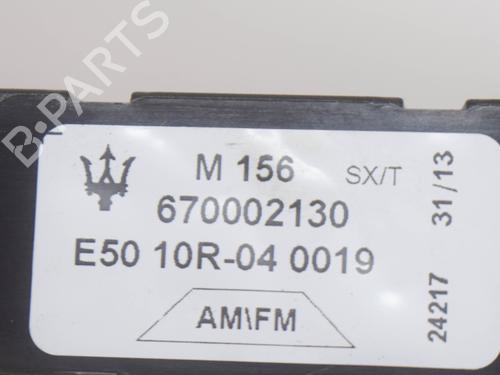 M 156 SX/T
670002130
E50 10R-04 0019
AM\FM
24217 31/13
B-PARTS